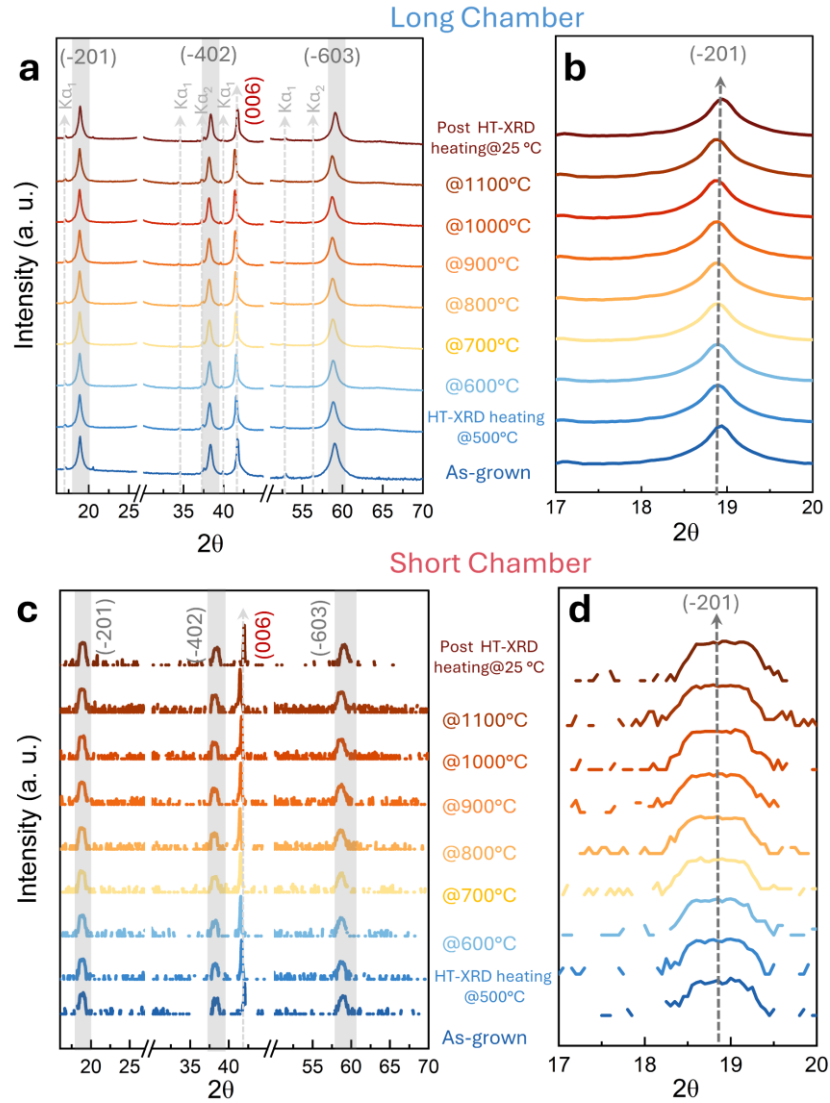 Long Chamber
a
(-201)
(-402)
(-603)
Kα1
Kα1
Kα2
Kα1
(006)
Kα1
Kα2
Intensity (a. u.)
20
25
35
40
55
60
65
70
2θ
Post HT-XRD
heating@25 °C
@1100°C
@1000°C
@900°C
@800°C
@700°C
@600°C
HT-XRD heating
@500°C
As-grown
b
(-201)
17
18
19
20
2θ
Short Chamber
c
(-201)
(-402)
(006)
(-603)
Intensity (a. u.)
20
25
35
40
55
60
65
70
2θ
Post HT-XRD
heating@25 °C
@1100°C
@1000°C
@900°C
@800°C
@700°C
@600°C
HT-XRD heating
@500°C
As-grown
d
(-201)
17
18
19
20
2θ